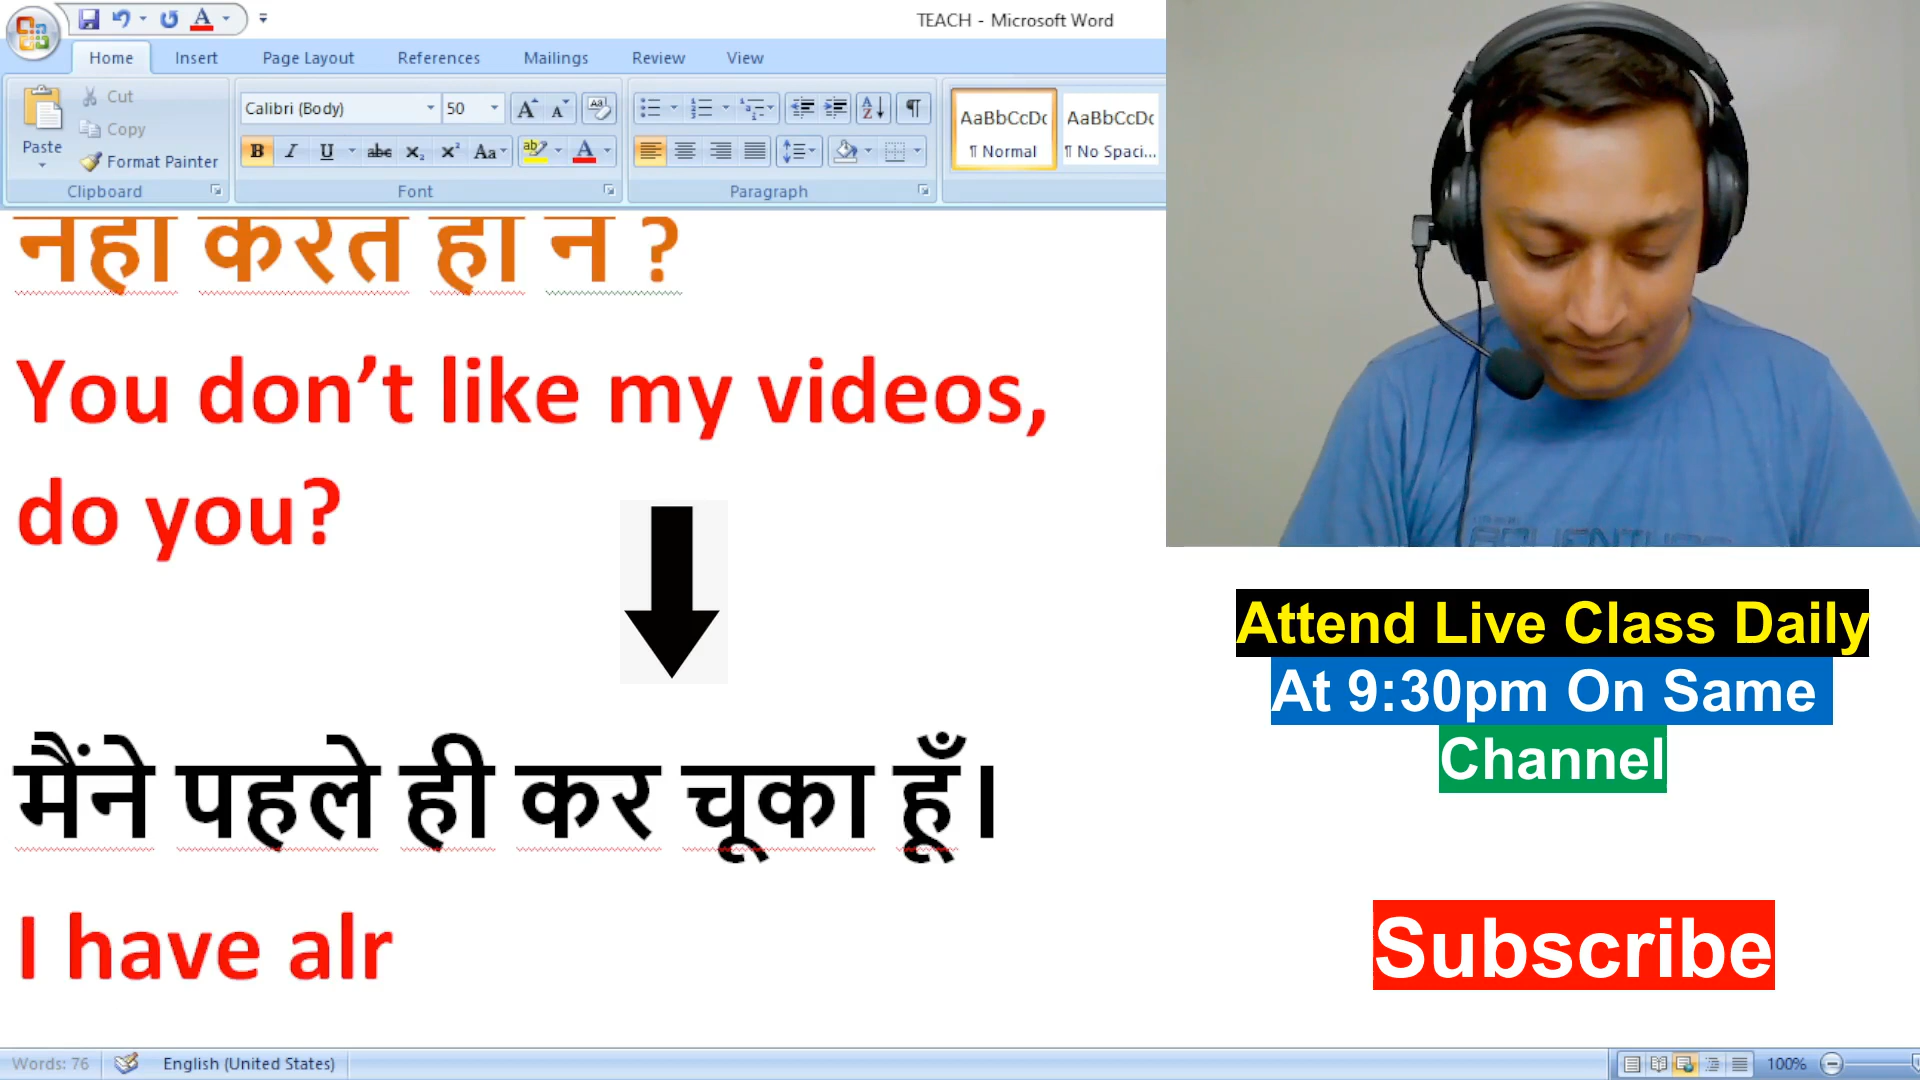 TEACH - Microsoft Word
Home Insert Page Layout References Mailings Review View
Paste
Cut
Copy
Format Painter
Clipboard
Calibri (Body) 50
Font
Paragraph
AaBbCcDc AaBbCcDc
¶ Normal ¶ No Spaci...
करते न ?
You don’t like my videos,
do you?
मैंने पहले ही कर चूका हूँ।
I have alr
Attend Live Class Daily
At 9:30pm On Same
Channel
Subscribe
Words: 76 English (United States) 100%